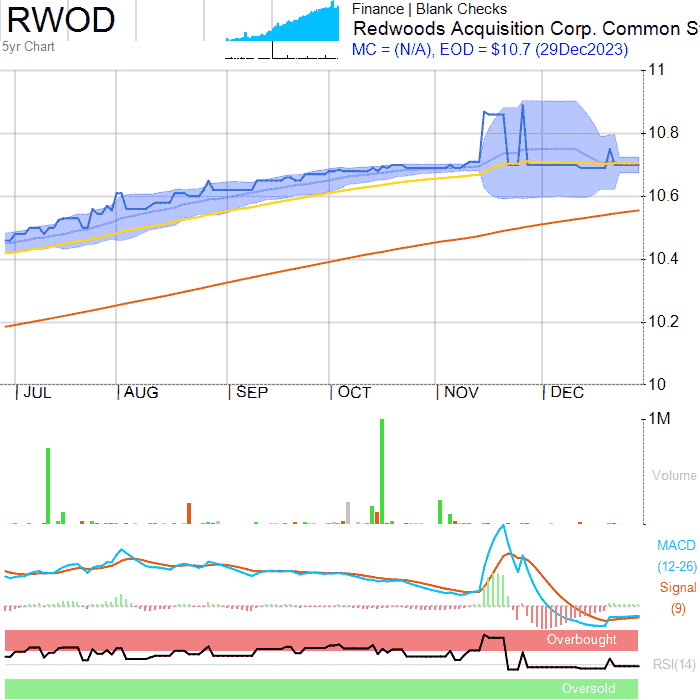 RWOD
5yr Chart
Finance | Blank Checks
Redwoods Acquisition Corp. Common S
MC = (N/A), EOD = $10.7 (29Dec2023)
11
10.8
10.6
10.4
10.2
10
JUL AUG SEP OCT NOV DEC
1M
Volume
MACD
(12-26)
Signal
(9)
Overbought
RSI(14)
Oversold